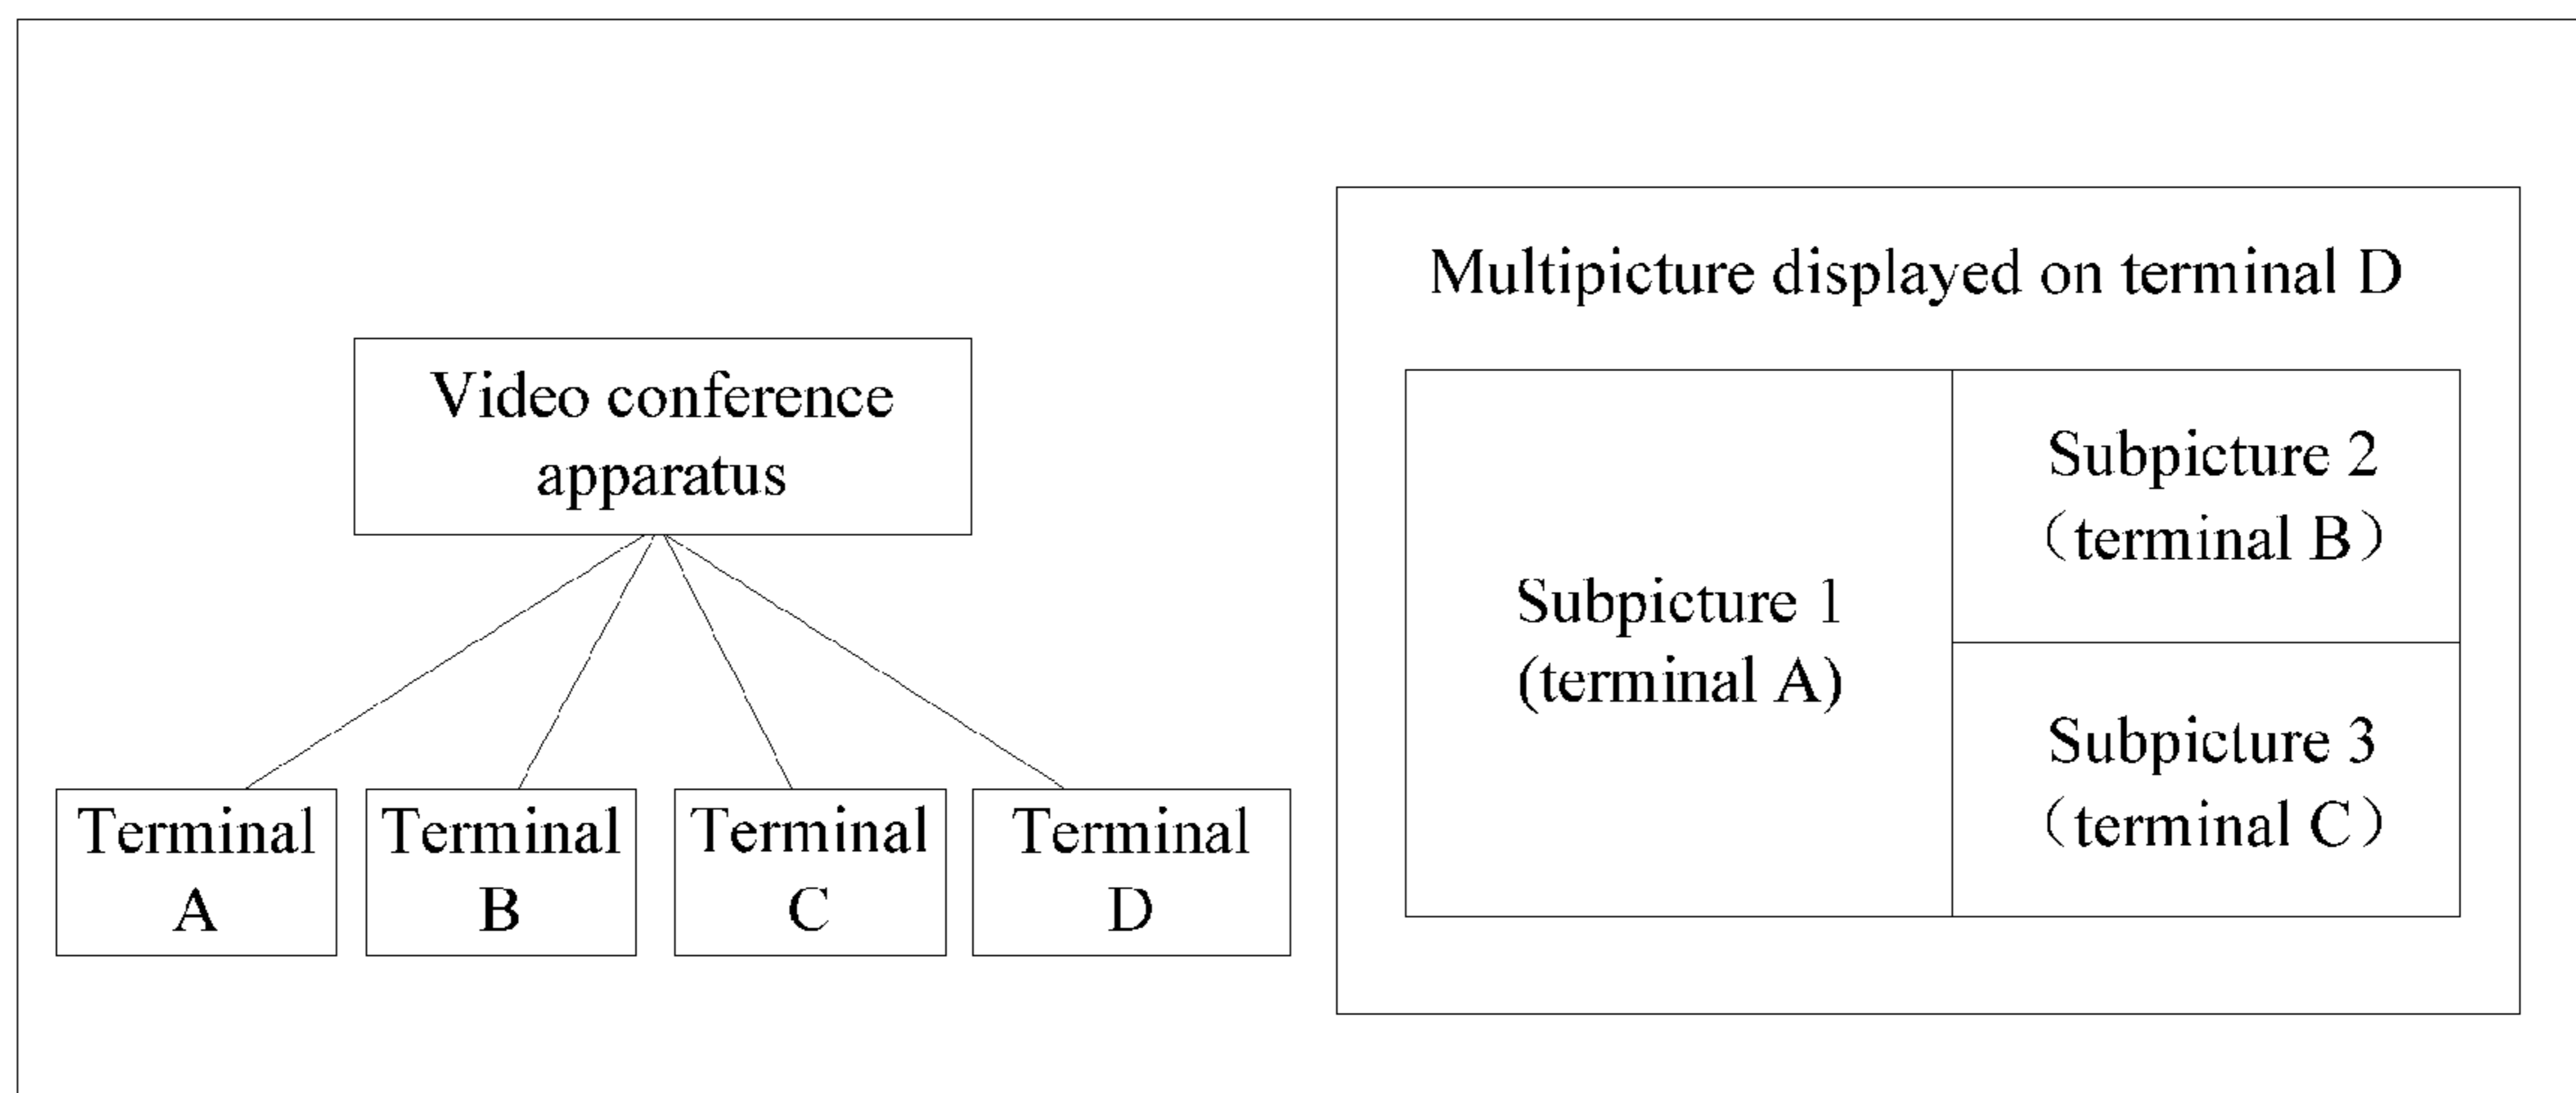 Video conference
apparatus
Terminal
A
Terminal
B
Terminal
C
Terminal
D
Multipicture displayed on terminal D
Subpicture 1
(terminal A)
Subpicture 2
（terminal B）
Subpicture 3
（terminal C）